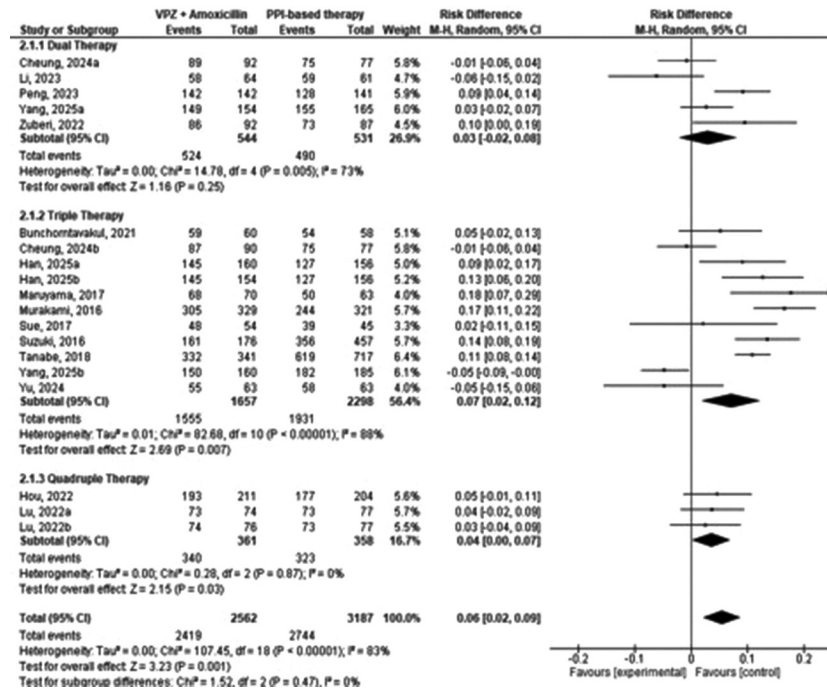 VPZ + Amoxicillin PPI-based therapy Risk Difference Risk Difference
Study or Subgroup Events Total Events Total Weight M-H, Random, 95% CI M-H, Random, 95% CI
2.1.1 Dual Therapy
Cheung, 2024a 89 92 75 77 5.8% -0.01 [-0.06, 0.04]
Li, 2023 58 64 59 61 4.8% -0.06 [-0.15, 0.02]
Peng, 2023 142 142 128 141 5.8% 0.09 [0.04, 0.14]
Yang, 2025a 149 154 155 165 6.0% 0.03 [-0.02, 0.07]
Zuberi, 2022 86 92 73 87 4.5% 0.10 [0.00, 0.19]
Subtotal (95% CI) 544 531 26.9% 0.03 [-0.02, 0.08]
Total events 524 490
Heterogeneity: Tau² = 0.00; Chi² = 14.78, df = 4 (P = 0.005); I² = 73%
Test for overall effect: Z = 1.16 (P = 0.25)
2.1.2 Triple Therapy
Bunchorntavakul, 2021 59 60 54 58 5.1% 0.05 [-0.02, 0.13]
Cheung, 2024b 87 90 75 77 5.8% -0.01 [-0.06, 0.04]
Han, 2025a 145 160 127 156 5.0% 0.09 [0.02, 0.17]
Han, 2025b 145 154 127 156 5.2% 0.13 [0.06, 0.20]
Maruyama, 2017 68 70 50 63 4.0% 0.18 [0.07, 0.29]
Murakami, 2016 305 329 244 321 5.6% 0.17 [0.11, 0.22]
Sue, 2017 48 54 39 45 3.5% 0.02 [-0.11, 0.15]
Suzuki, 2016 161 176 356 457 5.6% 0.14 [0.08, 0.19]
Tanabe, 2018 332 341 619 717 6.4% 0.11 [0.08, 0.14]
Yang, 2025b 150 160 182 185 6.1% -0.05 [-0.09, -0.00]
Yu, 2024 55 63 58 63 4.2% -0.05 [-0.15, 0.06]
Subtotal (95% CI) 1657 2298 56.4% 0.07 [0.02, 0.12]
Total events 1555 1931
Heterogeneity: Tau² = 0.01; Chi² = 82.68, df = 10 (P < 0.00001); I² = 88%
Test for overall effect: Z = 2.69 (P = 0.007)
2.1.3 Quadruple Therapy
Hou, 2022 193 211 177 204 5.6% 0.05 [-0.01, 0.11]
Lu, 2022a 73 74 73 77 5.7% 0.04 [-0.02, 0.09]
Lu, 2022b 74 76 73 77 5.5% 0.03 [-0.04, 0.09]
Subtotal (95% CI) 361 358 16.7% 0.04 [0.00, 0.07]
Total events 340 323
Heterogeneity: Tau² = 0.00; Chi² = 0.28, df = 2 (P = 0.87); I² = 0%
Test for overall effect: Z = 2.15 (P = 0.03)
Total (95% CI) 2562 3187 100.0% 0.06 [0.02, 0.09]
Total events 2419 2744
Heterogeneity: Tau² = 0.00; Chi² = 107.45, df = 18 (P < 0.00001); I² = 83%
Test for overall effect: Z = 3.23 (P = 0.001)
Test for subgroup differences: Chi² = 1.52, df = 2 (P = 0.47), I² = 0%
-0.2 -0.1 0 0.1 0.2
Favours [experimental] Favours [control]